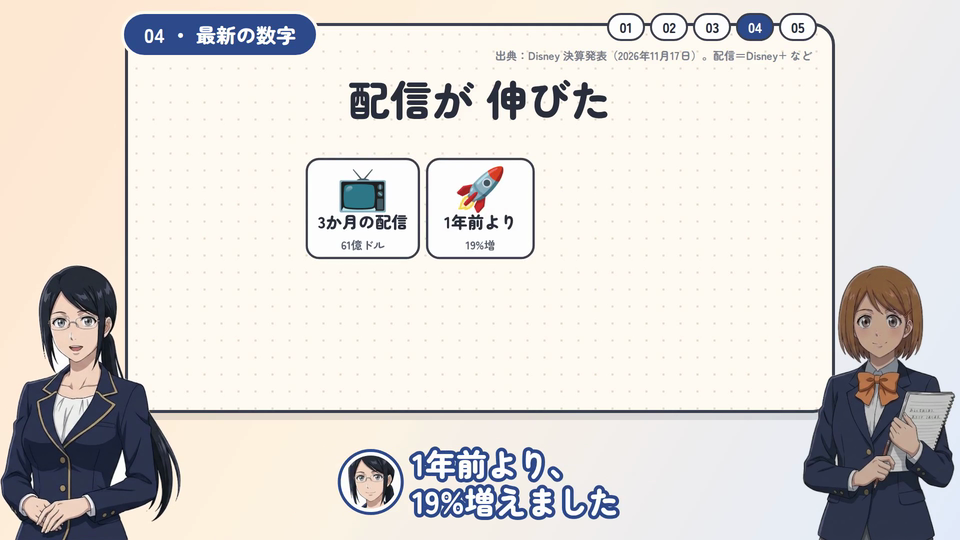 04 ・ 最新の数字
01 02 03 04 05
出典：Disney 決算発表（2026年11月17日）。配信＝Disney＋ など
配信が 伸びた
3か月の配信
61億ドル
1年前より
19%増
1年前より、
19%増えました